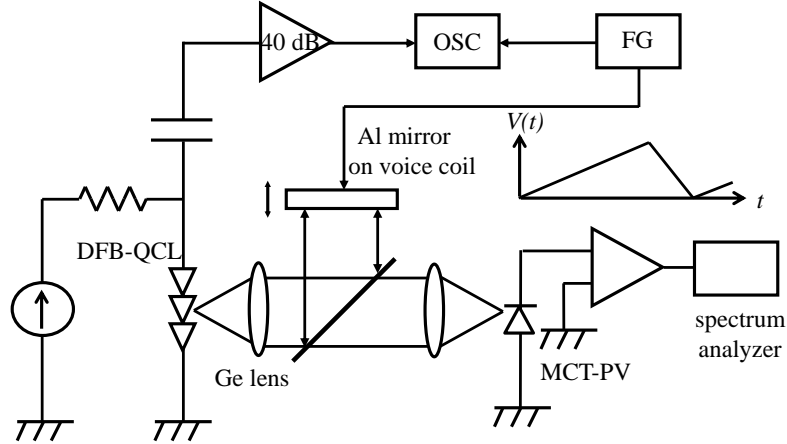 40 dB
OSC
FG
Al mirror
on voice coil
V(t)
t
DFB-QCL
Ge lens
MCT-PV
spectrum
analyzer